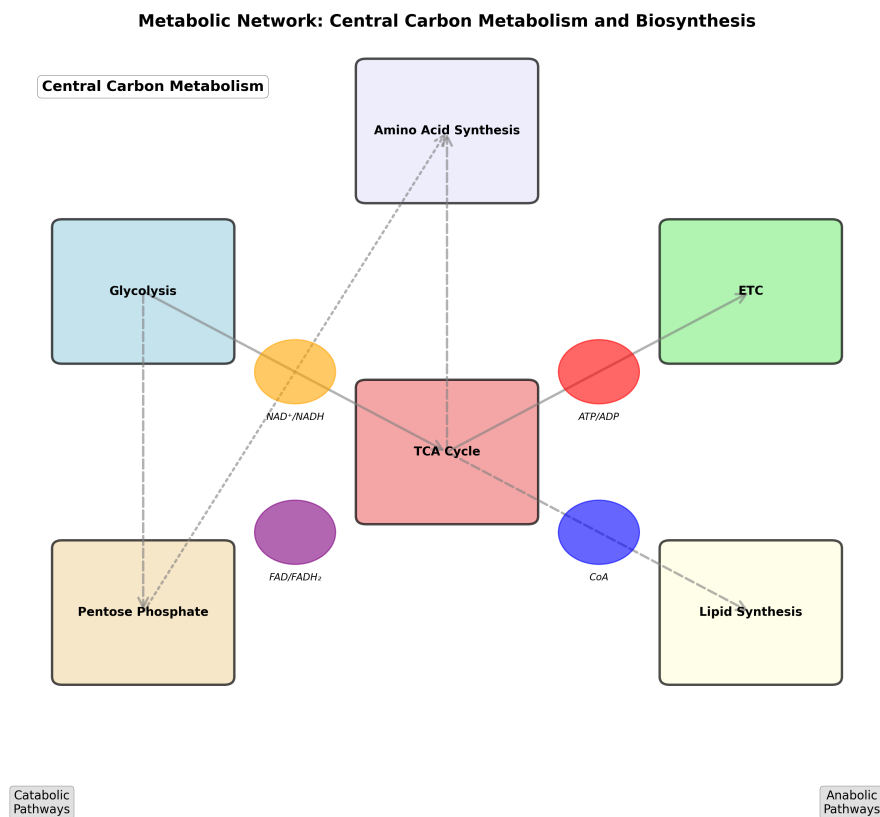 Metabolic Network: Central Carbon Metabolism and Biosynthesis
Central Carbon Metabolism
Amino Acid Synthesis
Glycolysis
ETC
NAD⁺/NADH
ATP/ADP
TCA Cycle
FAD/FADH₂
CoA
Pentose Phosphate
Lipid Synthesis
Catabolic
Pathways
Anabolic
Pathways